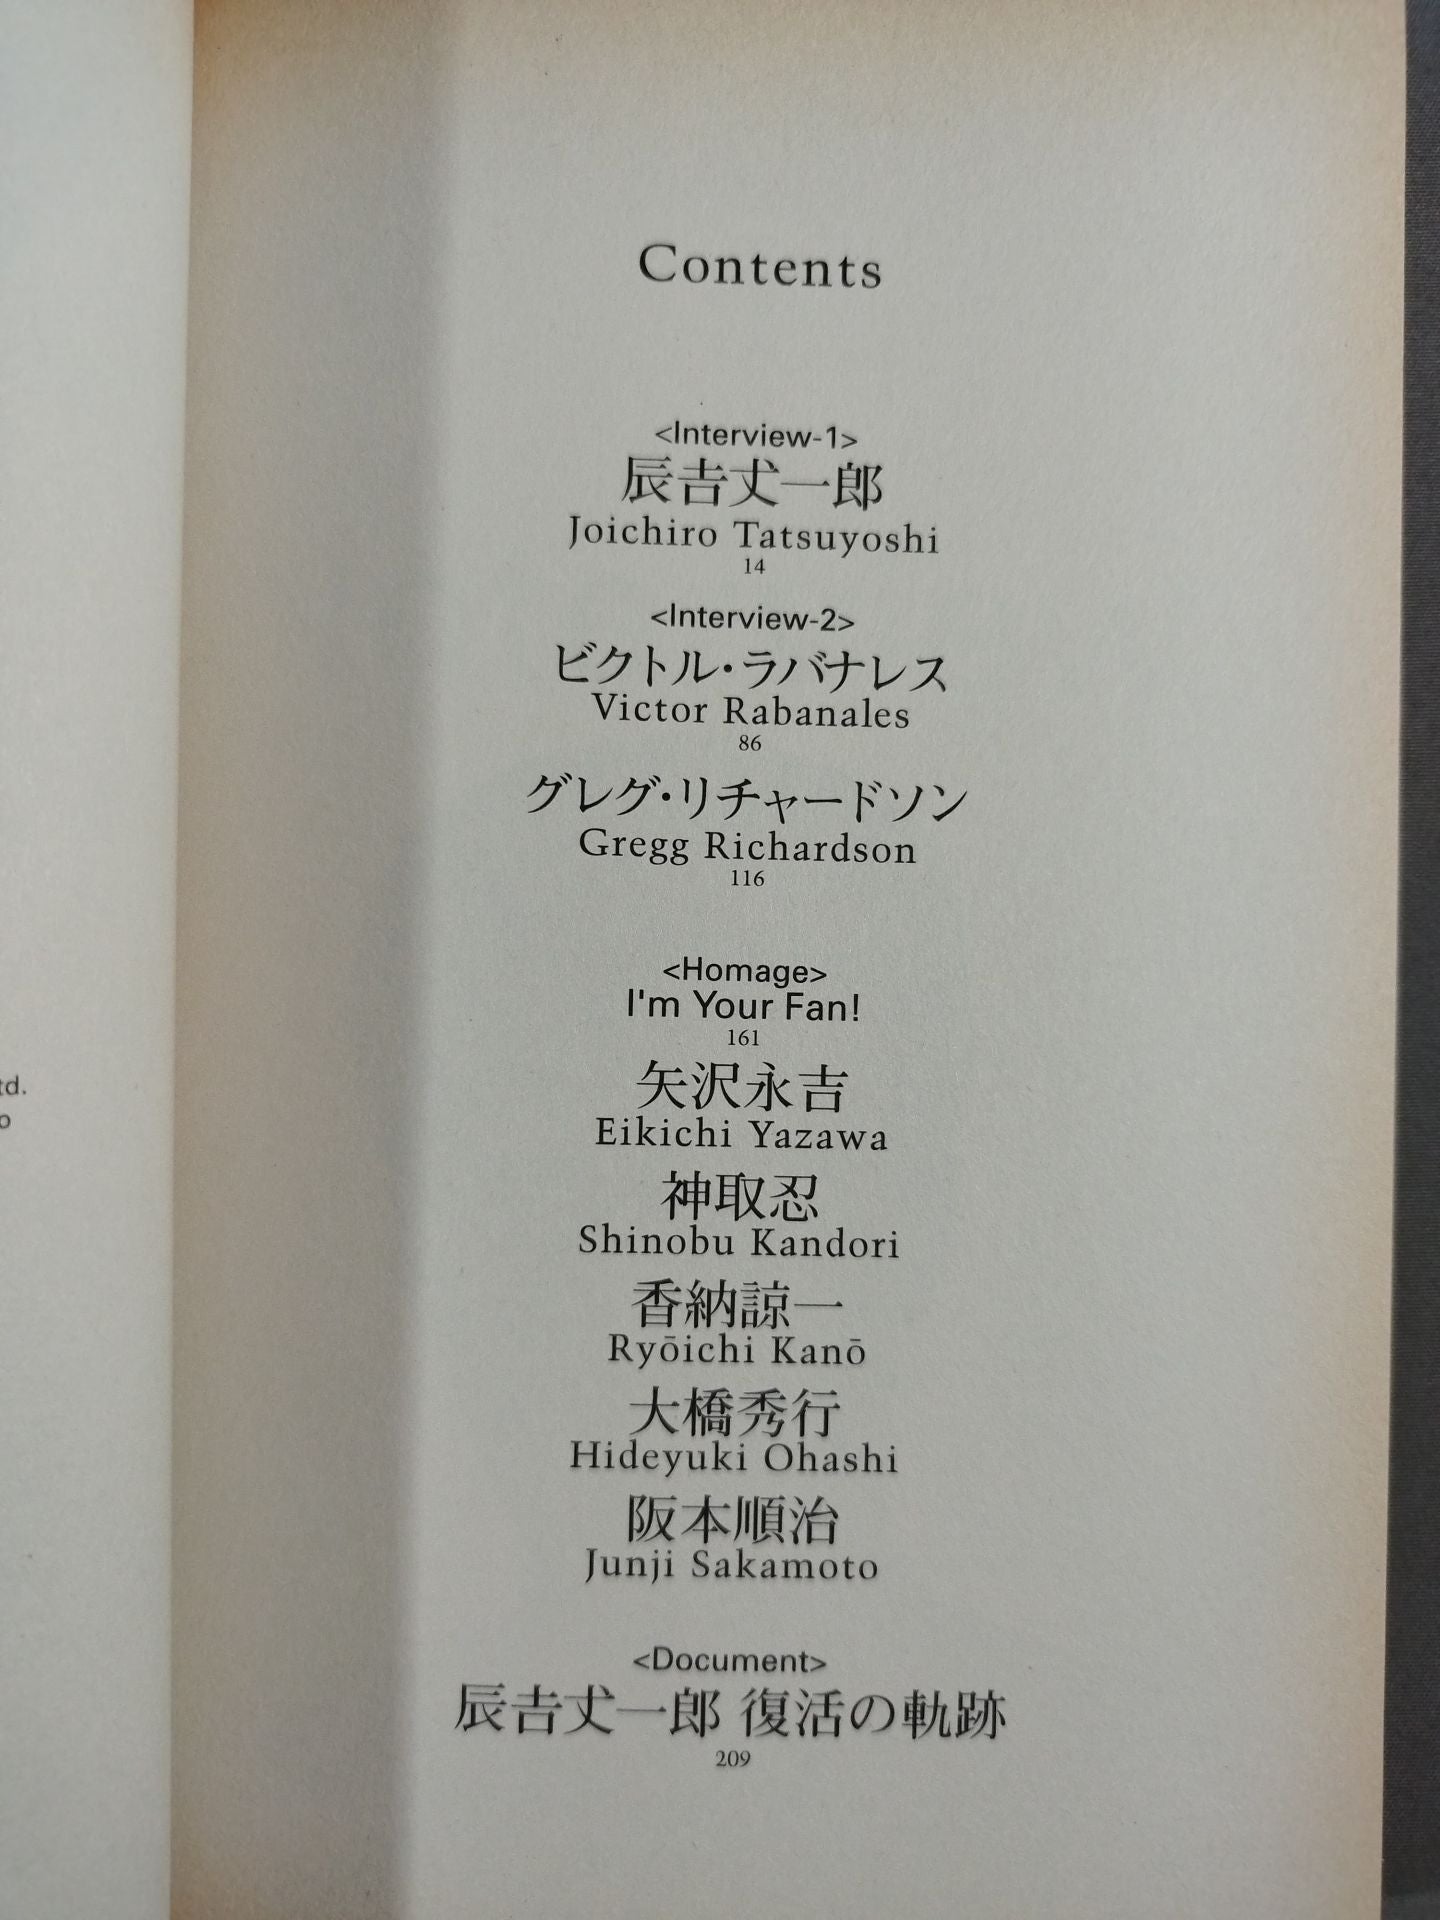 Contents
<Interview-1>
辰𠮷丈一郎
Joichiro Tatsuyoshi
14
<Interview-2>
ビクトル・ラバナレス
Victor Rabanales
86
グレグ・リチャードソン
Gregg Richardson
116
<Homage>
I'm Your Fan!
161
矢沢永吉
Eikichi Yazawa
神取忍
Shinobu Kandori
香納諒一
Ryōichi Kanō
大橋秀行
Hideyuki Ohashi
阪本順治
Junji Sakamoto
<Document>
辰𠮷丈一郎 復活の軌跡
209
td.
o